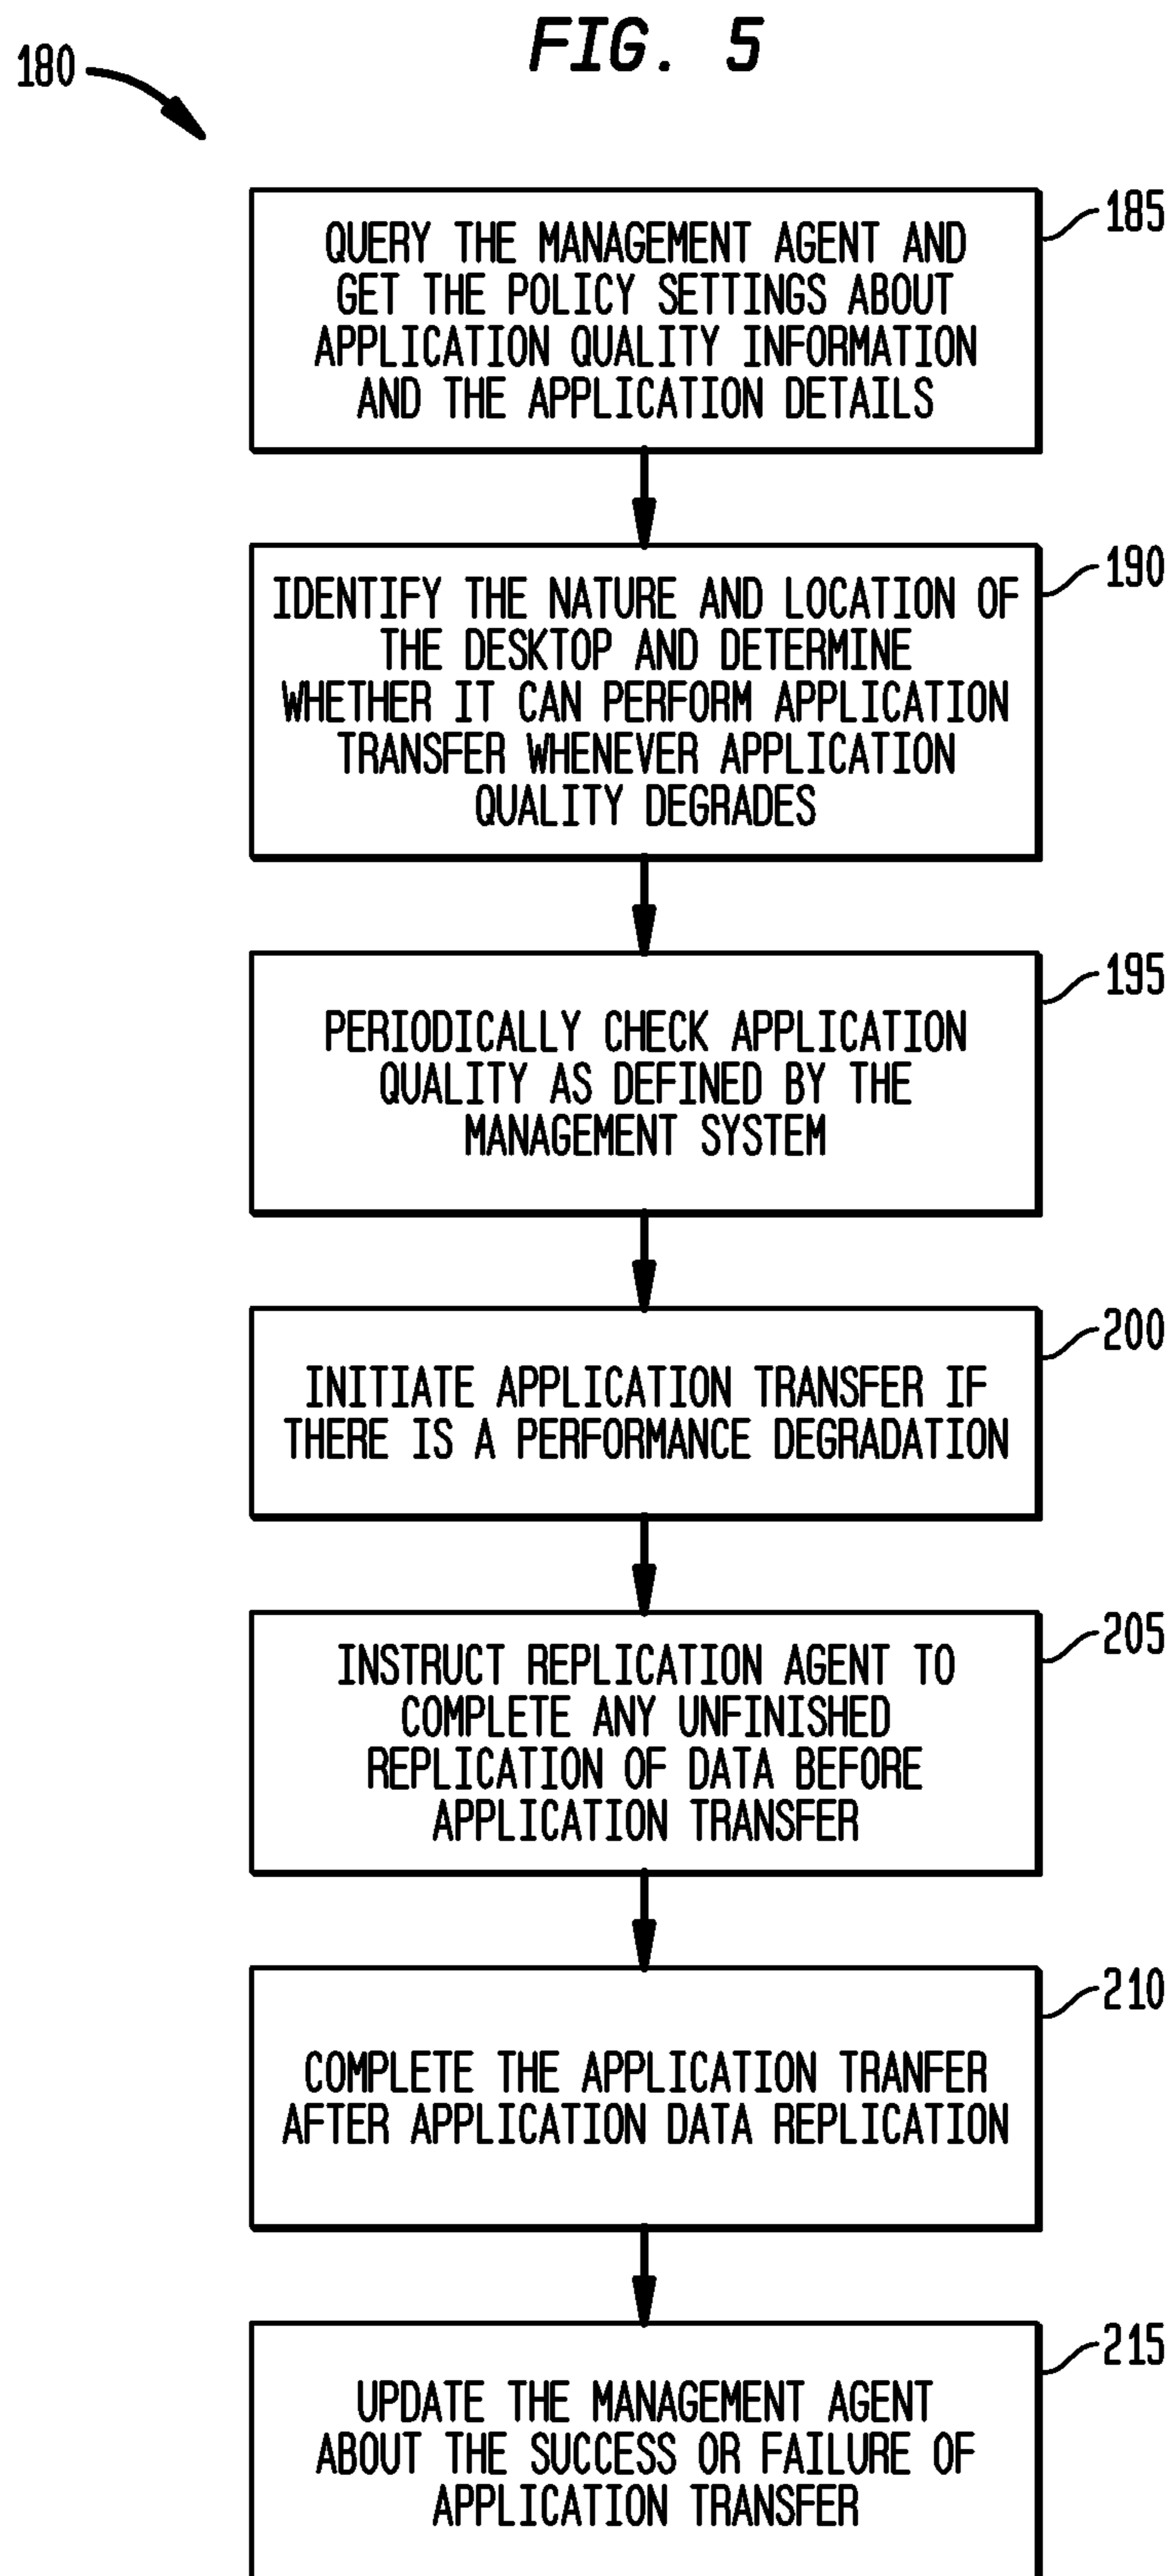 FIG. 5
180
QUERY THE MANAGEMENT AGENT AND
GET THE POLICY SETTINGS ABOUT
APPLICATION QUALITY INFORMATION
AND THE APPLICATION DETAILS
185
IDENTIFY THE NATURE AND LOCATION OF
THE DESKTOP AND DETERMINE
WHETHER IT CAN PERFORM APPLICATION
TRANSFER WHENEVER APPLICATION
QUALITY DEGRADES
190
PERIODICALLY CHECK APPLICATION
QUALITY AS DEFINED BY THE
MANAGEMENT SYSTEM
195
INITIATE APPLICATION TRANSFER IF
THERE IS A PERFORMANCE DEGRADATION
200
INSTRUCT REPLICATION AGENT TO
COMPLETE ANY UNFINISHED
REPLICATION OF DATA BEFORE
APPLICATION TRANSFER
205
COMPLETE THE APPLICATION TRANFER
AFTER APPLICATION DATA REPLICATION
210
UPDATE THE MANAGEMENT AGENT
ABOUT THE SUCCESS OR FAILURE OF
APPLICATION TRANSFER
215